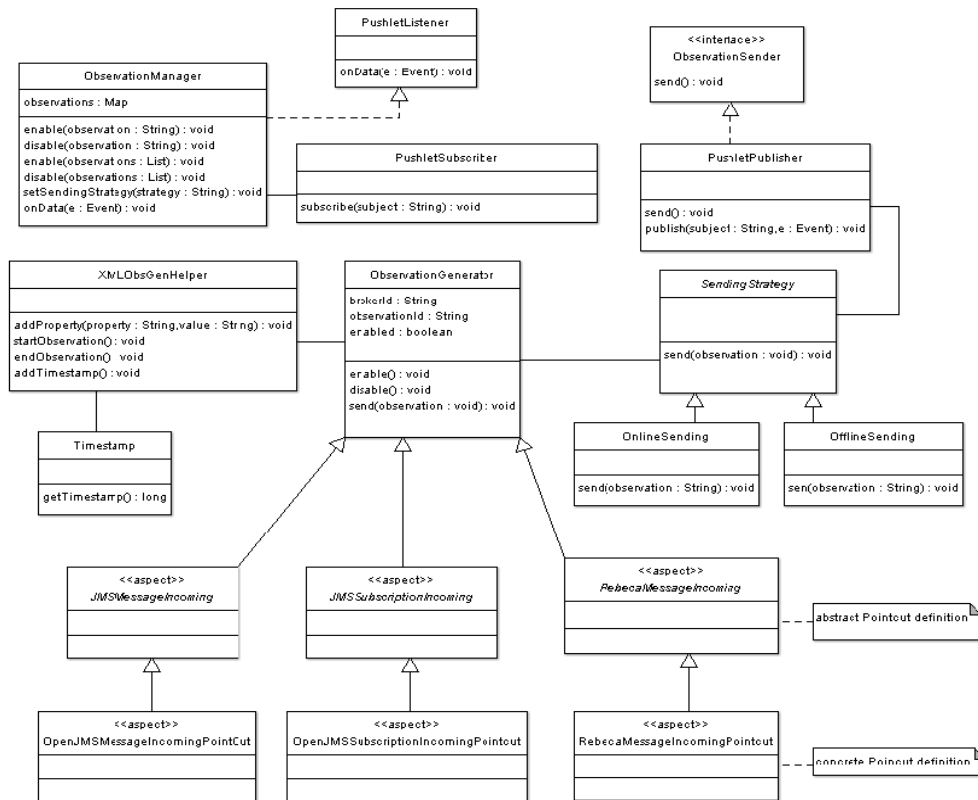 PushletListener
onData(e : Event) : void
<<interface>>
ObservationSender
send() : void
ObservationManager
observations : Map
enable(observation : String) : void
disable(observation : String) : void
enable(observations : List) : void
disable(observations : List) : void
setSendingStrategy(strategy : String) : void
onData(e : Event) : void
PushletSubscriber
subscribe(subject : String) : void
PushletPublisher
send() : void
publish(subject : String,e : Event) : void
XMLObsGenHelper
addProperty(property : String,value : String) : void
startObservation() : void
endObservation() : void
addTimestamp() : void
ObservationGenerator
brokerId : String
observationId : String
enabled : boolean
enable() : void
disable() : void
send(observation : void) : void
SendingStrategy
send(observation : void) : void
Timestamp
getTimestamp() : long
OnlineSending
send(observation : String) : void
OfflineSending
sen(observation : String) : void
<<aspect>>
JMSMessageIncoming
<<aspect>>
JMSSubscriptionIncoming
<<aspect>>
RebecaMessageIncoming
abstract Pointcut definition
<<aspect>>
OpenJMSMessageIncomingPointCut
<<aspect>>
OpenJMSSubscriptionIncomingPointcut
<<aspect>>
RebecaMessageIncomingPointcut
concrete Poincut definition